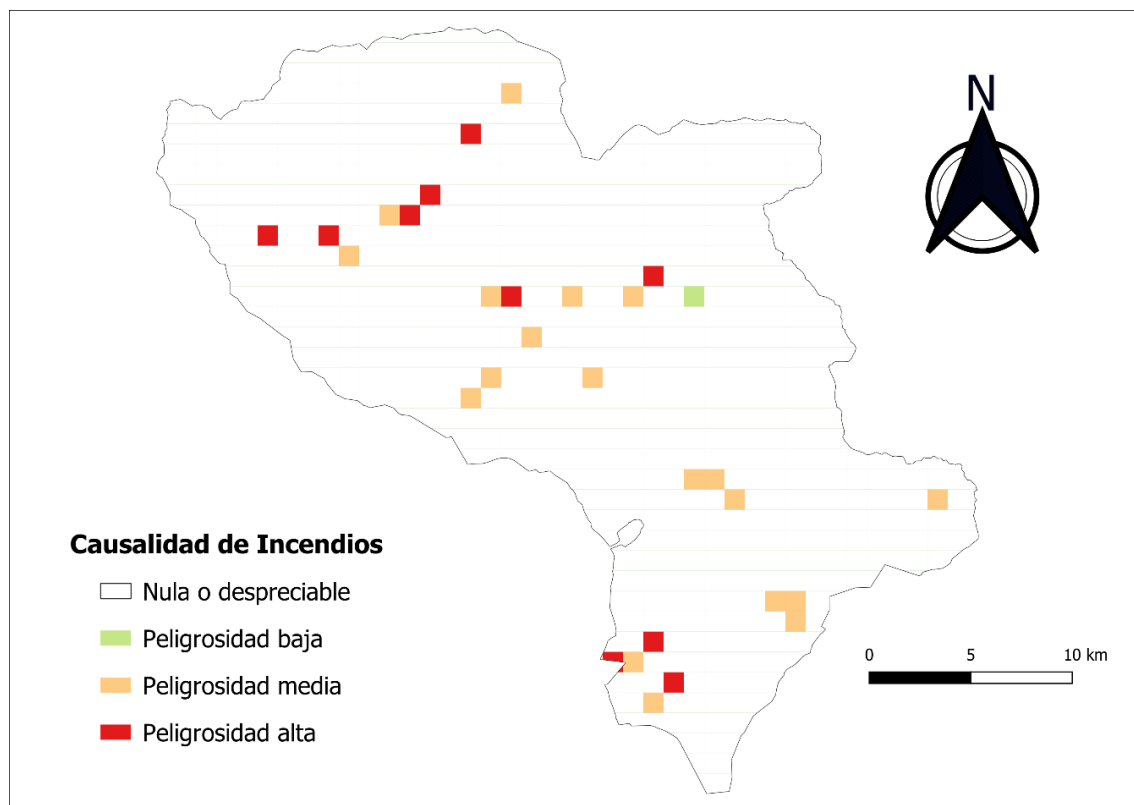 N
Causalidad de Incendios
Nula o despreciable
Peligrosidad baja
Peligrosidad media
Peligrosidad alta
0 5 10 km